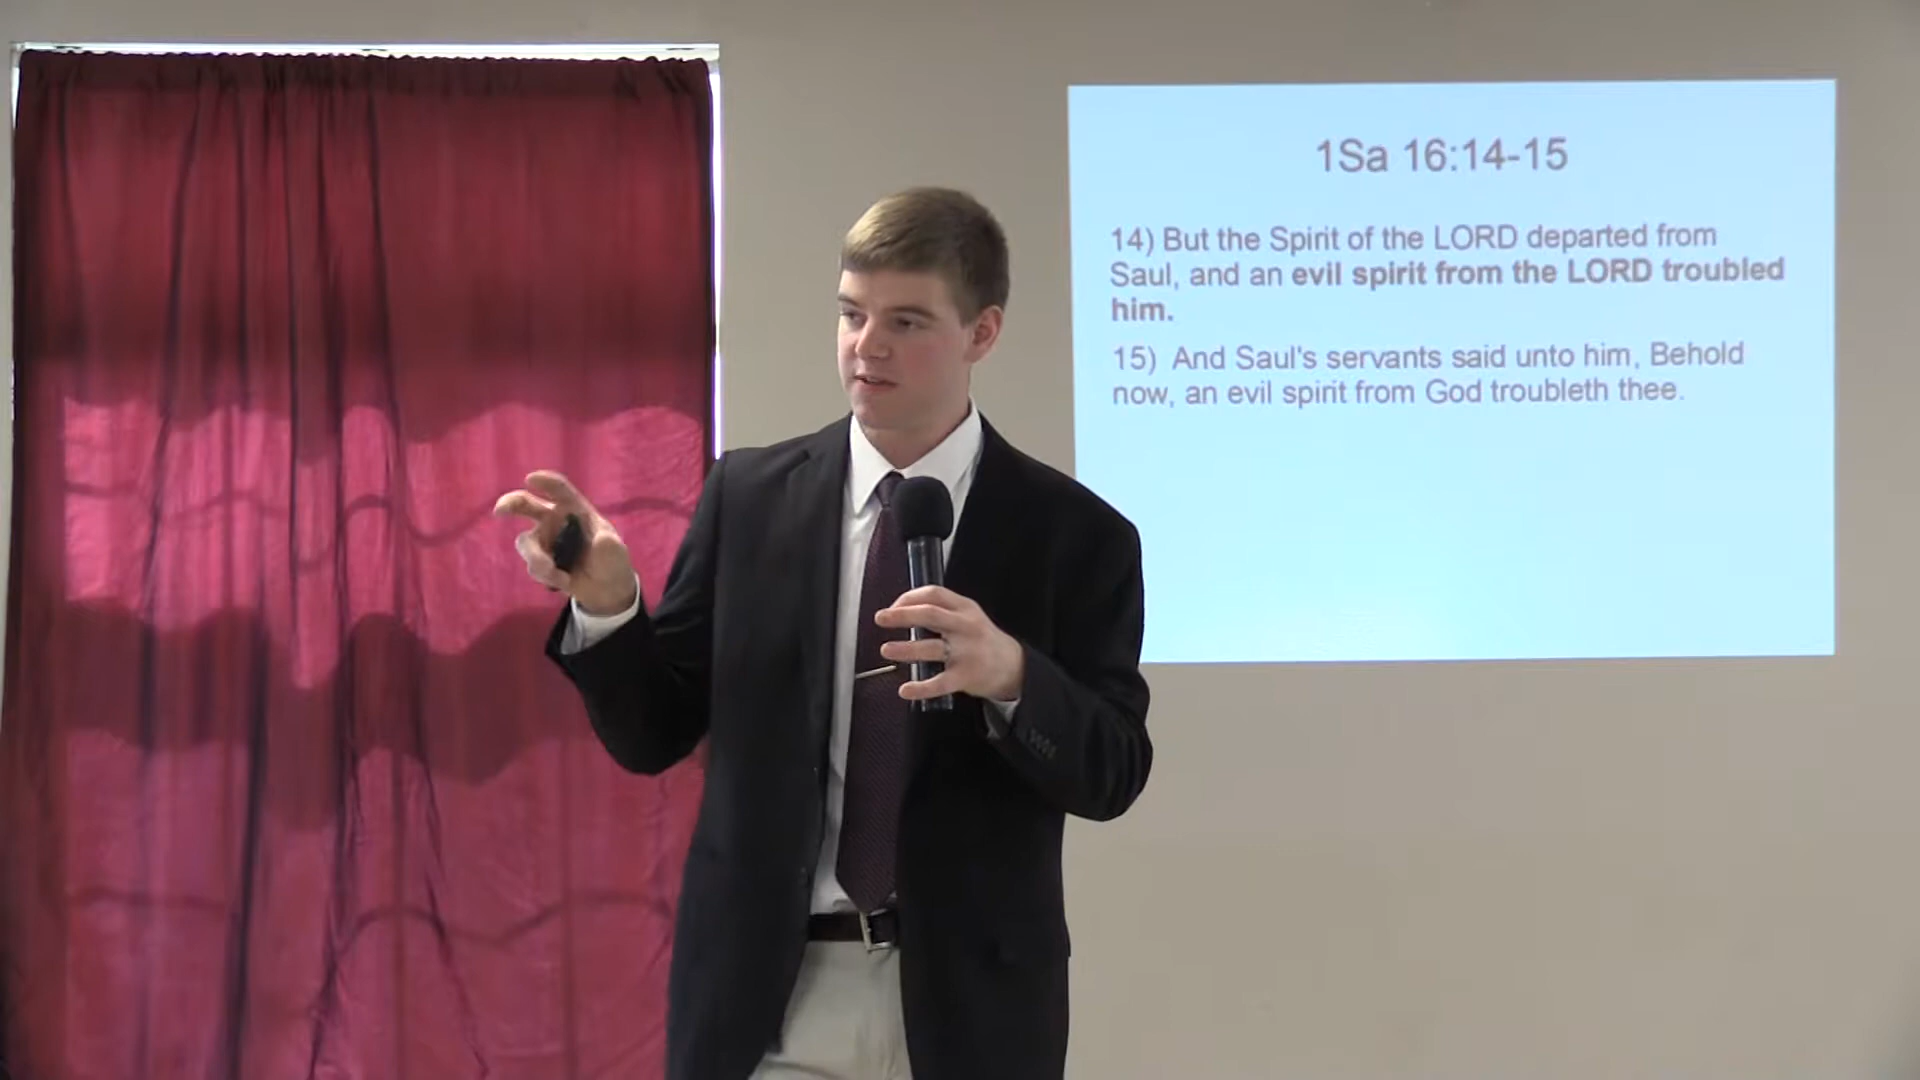 1Sa 16:14-15
14) But the Spirit of the LORD departed from
Saul, and an evil spirit from the LORD troubled
him.
15) And Saul's servants said unto him, Behold
now, an evil spirit from God troubleth thee.